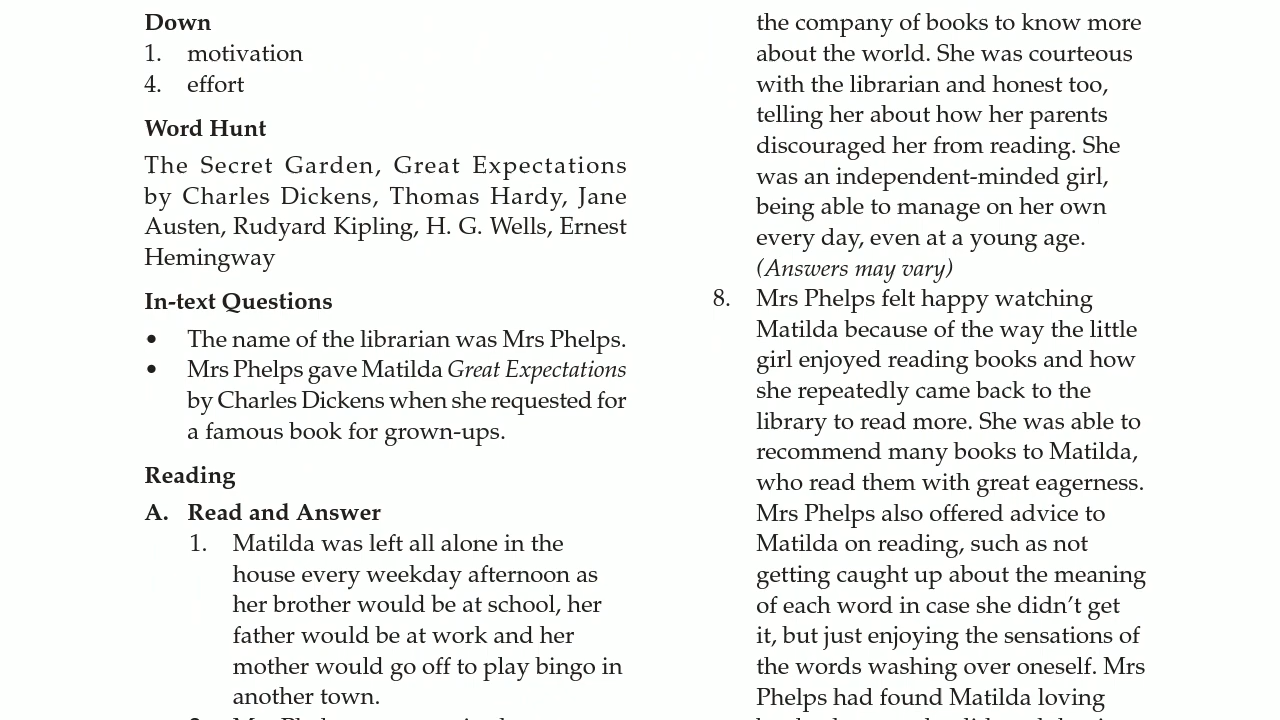 Down
1. motivation
4. effort
Word Hunt
The Secret Garden, Great Expectations
by Charles Dickens, Thomas Hardy, Jane
Austen, Rudyard Kipling, H. G. Wells, Ernest
Hemingway
In-text Questions
• The name of the librarian was Mrs Phelps.
• Mrs Phelps gave Matilda Great Expectations
by Charles Dickens when she requested for
a famous book for grown-ups.
Reading
A. Read and Answer
1. Matilda was left all alone in the
house every weekday afternoon as
her brother would be at school, her
father would be at work and her
mother would go off to play bingo in
another town.
the company of books to know more
about the world. She was courteous
with the librarian and honest too,
telling her about how her parents
discouraged her from reading. She
was an independent-minded girl,
being able to manage on her own
every day, even at a young age.
(Answers may vary)
8. Mrs Phelps felt happy watching
Matilda because of the way the little
girl enjoyed reading books and how
she repeatedly came back to the
library to read more. She was able to
recommend many books to Matilda,
who read them with great eagerness.
Mrs Phelps also offered advice to
Matilda on reading, such as not
getting caught up about the meaning
of each word in case she didn't get
it, but just enjoying the sensations of
the words washing over oneself. Mrs
Phelps had found Matilda loving